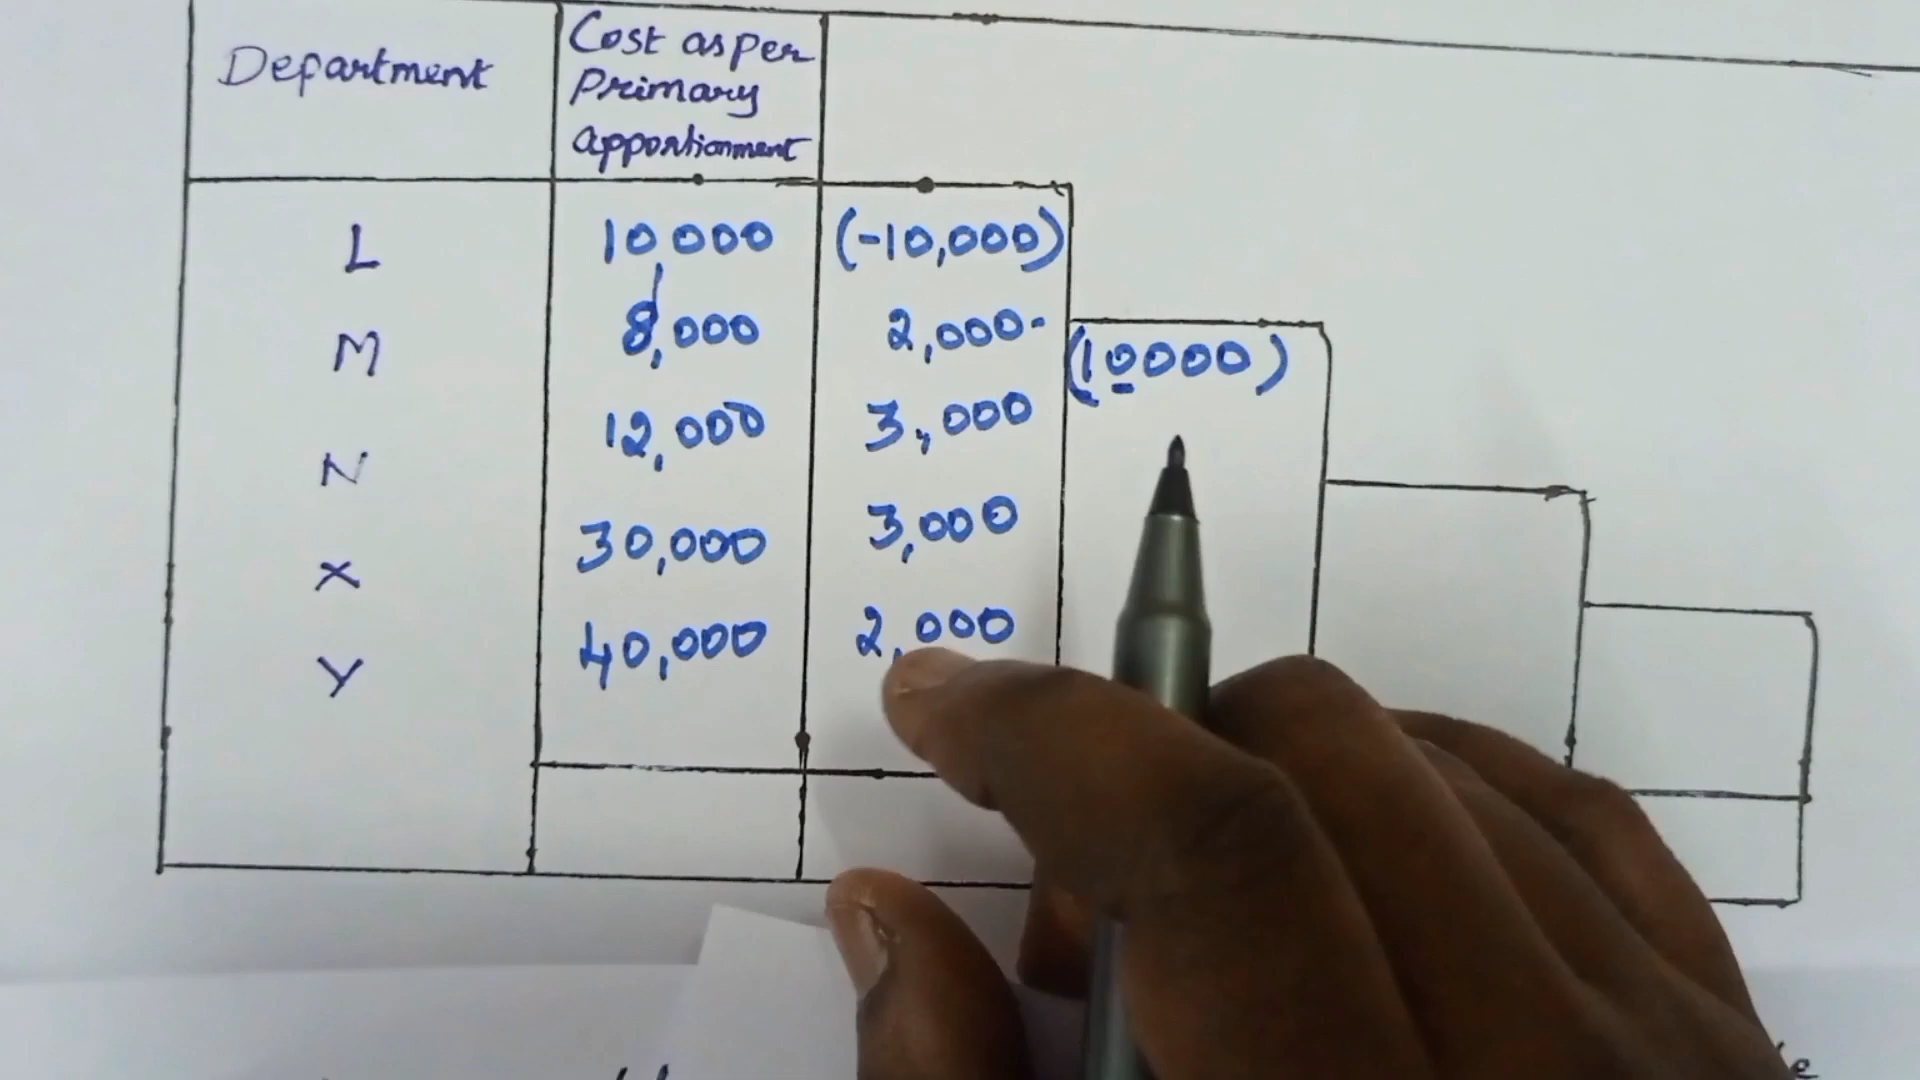 Department
Cost as per
Primary
apportionment
L 10,000 (-10,000)
M 8,000 2,000 (10000)
N 12,000 3,000
X 30,000 3,000
Y 40,000 2,000